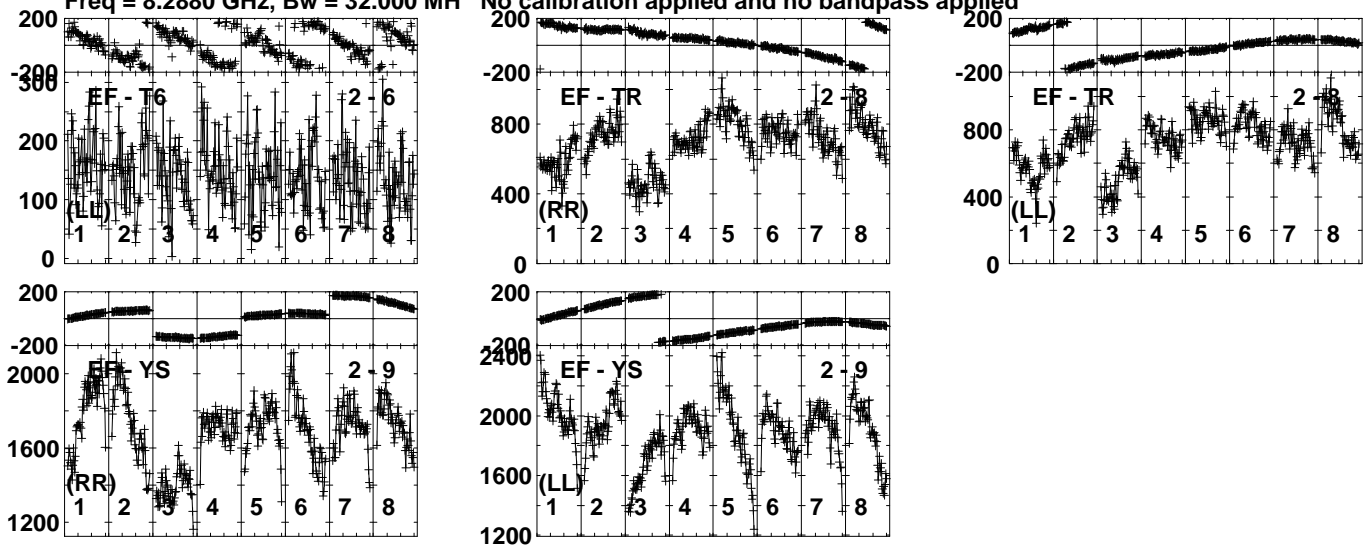 Freq = 8.2880 GHz, Bw = 32.000 MH No calibration applied and no bandpass applied
200
-200
300
200
100
0
EF - T6 2 - 6
(LL)
1 2 3 4 5 6 7 8
200
-200
800
400
0
EF - TR 2 - 8
(RR)
1 2 3 4 5 6 7 8
200
-200
800
400
0
EF - TR 2 - 8
(LL)
1 2 3 4 5 6 7 8
200
-200
2000
1600
1200
EF - YS 2 - 9
(RR)
1 2 3 4 5 6 7 8
200
-200
2400
2000
1600
1200
EF - YS 2 - 9
(LL)
1 2 3 4 5 6 7 8